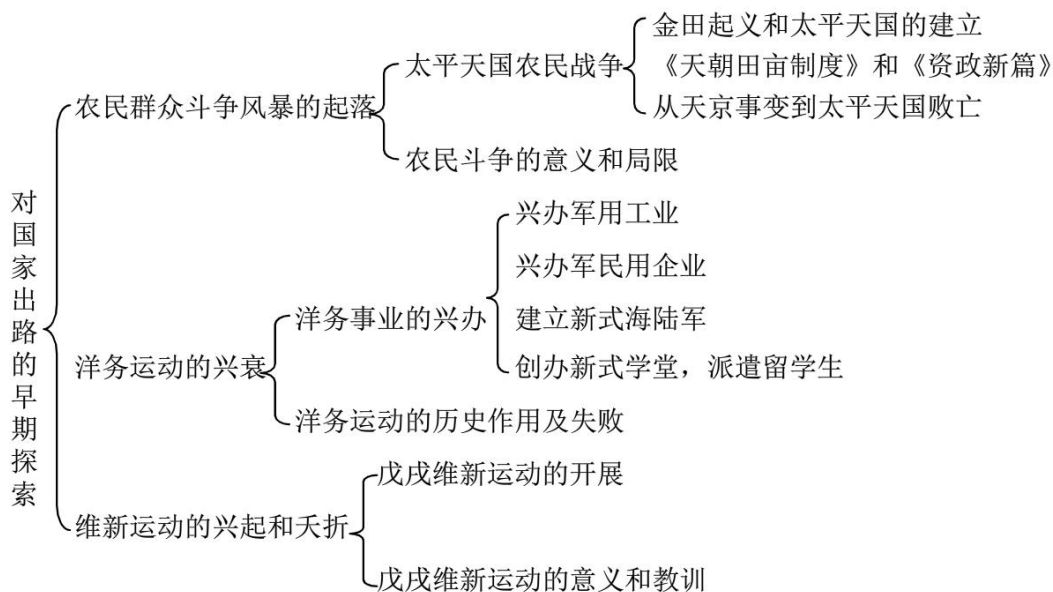 对国家出路的早期探索
农民群众斗争风暴的起落
太平天国农民战争
金田起义和太平天国的建立
《天朝田亩制度》和《资政新篇》
从天京事变到太平天国败亡
农民斗争的意义和局限
洋务运动的兴衰
洋务事业的兴办
兴办军用工业
兴办军民用企业
建立新式海陆军
创办新式学堂，派遣留学生
洋务运动的历史作用及失败
维新运动的兴起和夭折
戊戌维新运动的开展
戊戌维新运动的意义和教训